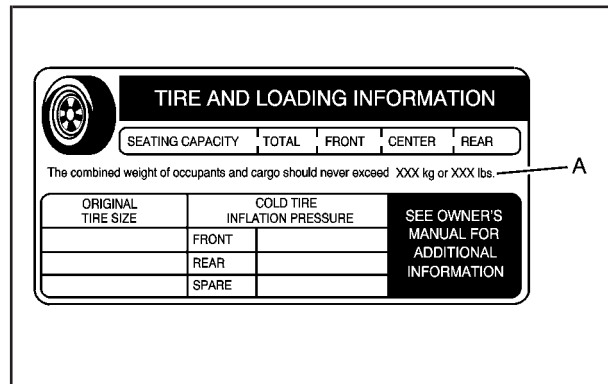 TIRE AND LOADING INFORMATION
SEATING CAPACITY TOTAL FRONT CENTER REAR
The combined weight of occupants and cargo should never exceed XXX kg or XXX lbs.
A
ORIGINAL
TIRE SIZE
COLD TIRE
INFLATION PRESSURE
FRONT
REAR
SPARE
SEE OWNER'S
MANUAL FOR
ADDITIONAL
INFORMATION